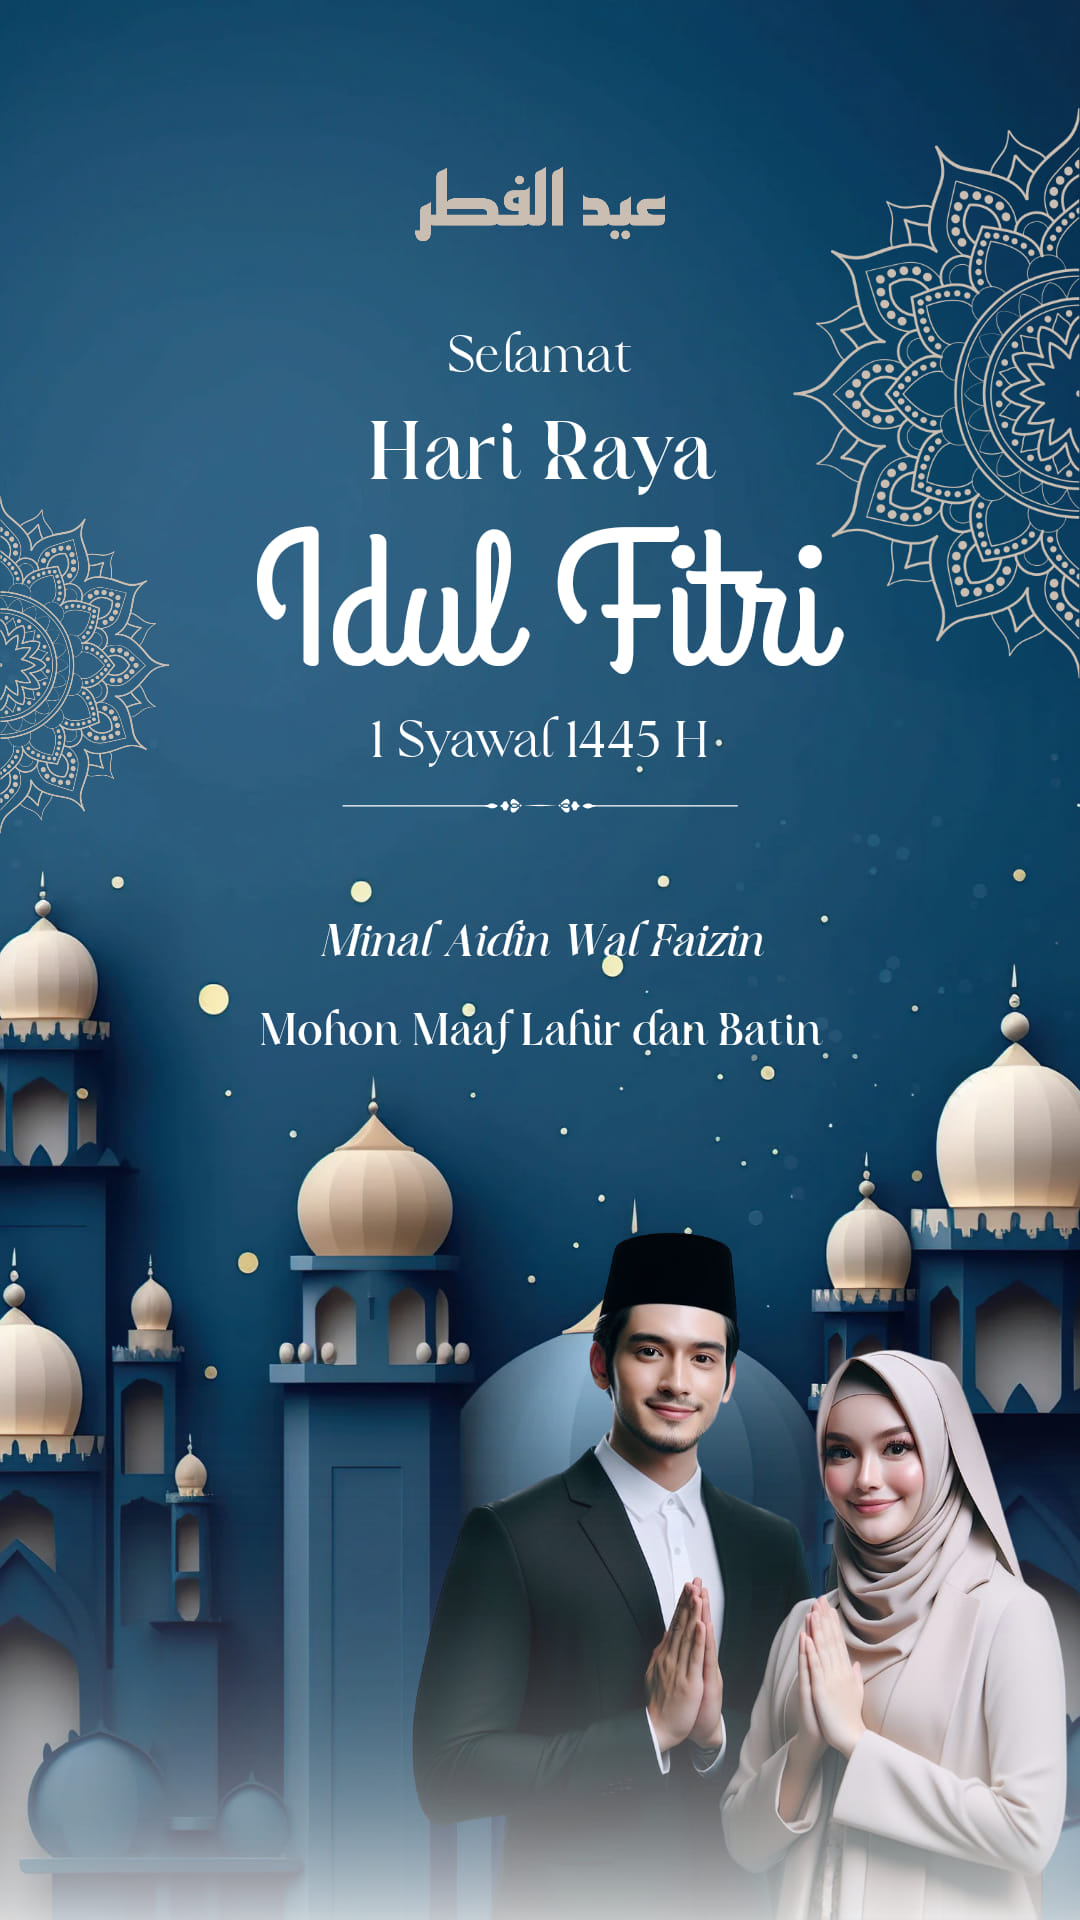 عيد الفطر
Selamat
Hari Raya
Idul Fitri
1 Syawal 1445 H
Minal Aidin Wal Faizin
Mohon Maaf Lahir dan Batin